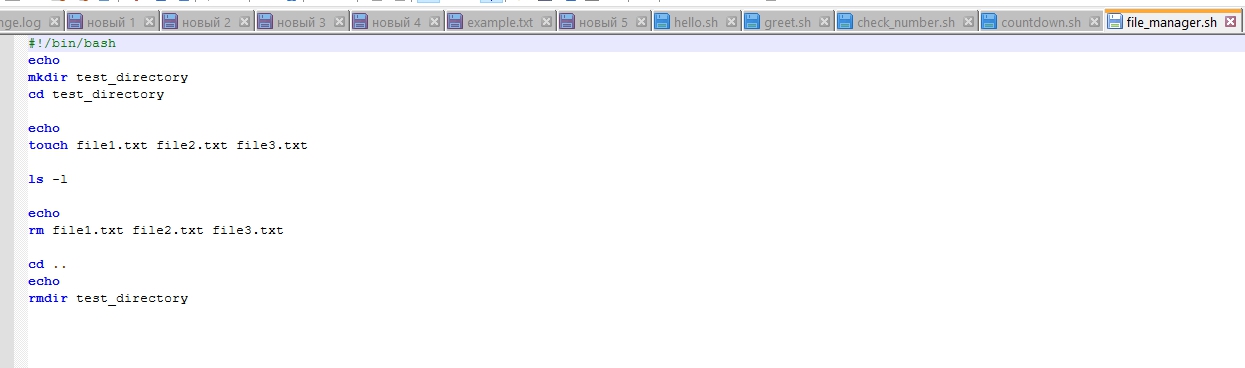 nge.log новый 1 новый 2 новый 3 новый 4 example.txt новый 5 hello.sh greet.sh check_number.sh countdown.sh file_manager.sh
#!/bin/bash
echo
mkdir test_directory
cd test_directory
echo
touch file1.txt file2.txt file3.txt
ls -l
echo
rm file1.txt file2.txt file3.txt
cd ..
echo
rmdir test_directory